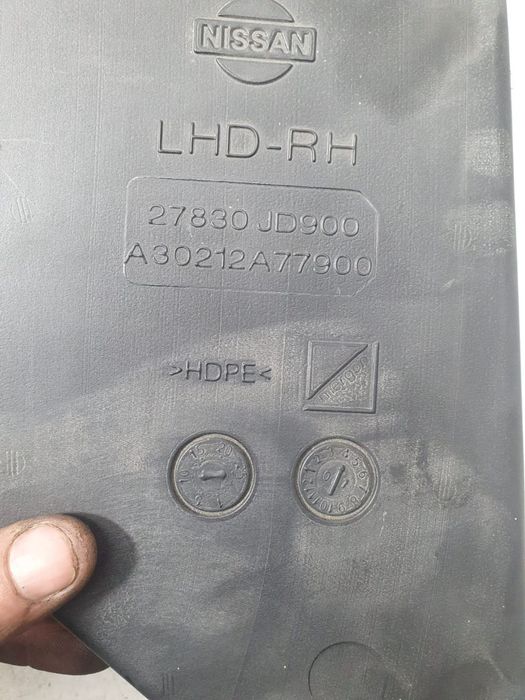 NISSAN
LHD-RH
27830 JD900
A30212A77900
>HDPE<